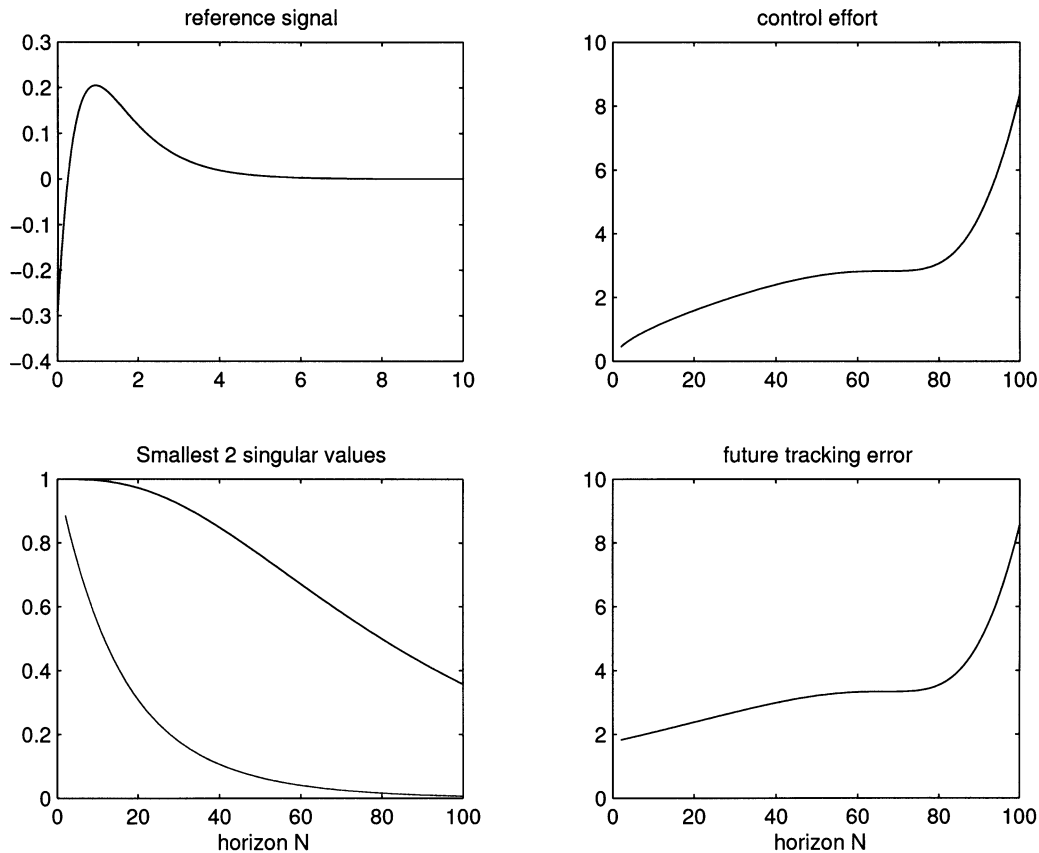 reference signal
0.3
0.2
0.1
0
−0.1
−0.2
−0.3
−0.4
0 2 4 6 8 10
control effort
10
8
6
4
2
0
0 20 40 60 80 100
Smallest 2 singular values
1
0.8
0.6
0.4
0.2
0
0 20 40 60 80 100
horizon N
future tracking error
10
8
6
4
2
0
0 20 40 60 80 100
horizon N